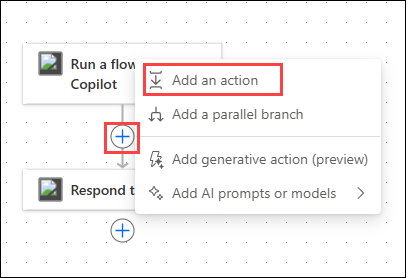 Run a flow
Copilot
Add an action
Add a parallel branch
Add generative action (preview)
Respond t
Add AI prompts or models